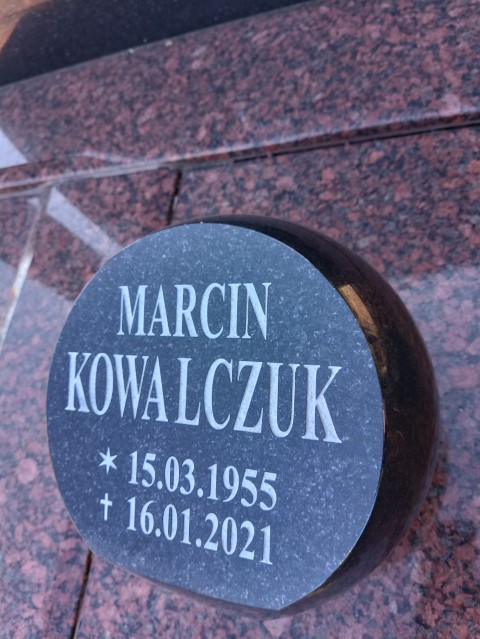 MARCIN
KOWALCZUK
✶ 15.03.1955
✝ 16.01.2021